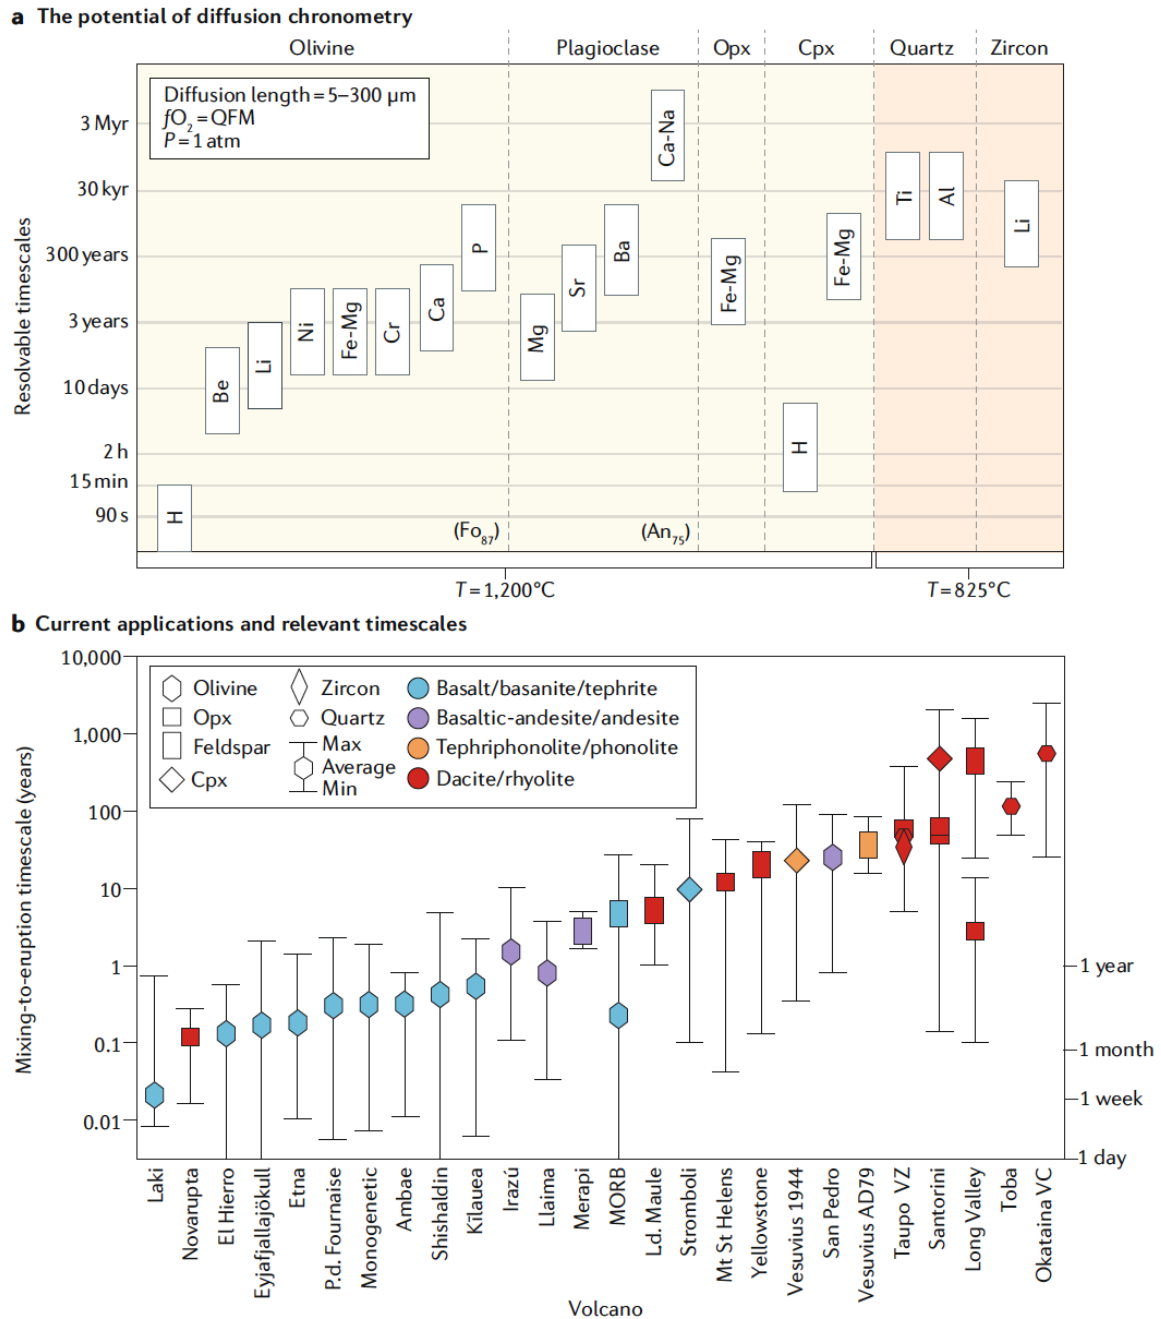 a The potential of diffusion chronometry
Olivine Plagioclase Opx Cpx Quartz Zircon
Diffusion length = 5–300 µm
fO2 = QFM
P = 1 atm
Resolvable timescales
3 Myr
30 kyr
300 years
3 years
10 days
2 h
15 min
90 s
H
Be
Li
Ni
Fe-Mg
Cr
Ca
P
Mg
Sr
Ba
Ca-Na
Fe-Mg
H
Fe-Mg
Ti
Al
Li
(Fo87)
(An75)
T = 1,200°C
T = 825°C
b Current applications and relevant timescales
Mixing-to-eruption timescale (years)
10,000
1,000
100
10
1
0.1
0.01
Olivine
Opx
Feldspar
Cpx
Zircon
Quartz
Max
Average
Min
Basalt/basanite/tephrite
Basaltic-andesite/andesite
Tephriphonolite/phonolite
Dacite/rhyolite
1 year
1 month
1 week
1 day
Laki
Novarupta
El Hierro
Eyjafjallajökull
Etna
P.d. Fournaise
Monogenetic
Ambae
Shishaldin
Kīlauea
Irazú
Llaima
Merapi
MORB
Ld. Maule
Stromboli
Mt St Helens
Yellowstone
Vesuvius 1944
San Pedro
Vesuvius AD79
Taupo VZ
Santorini
Long Valley
Toba
Okataina VC
Volcano